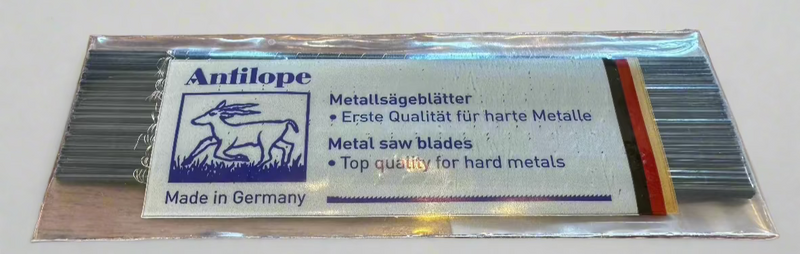 Antilope
Made in Germany
Metallsägeblätter
• Erste Qualität für harte Metalle
Metal saw blades
• Top quality for hard metals